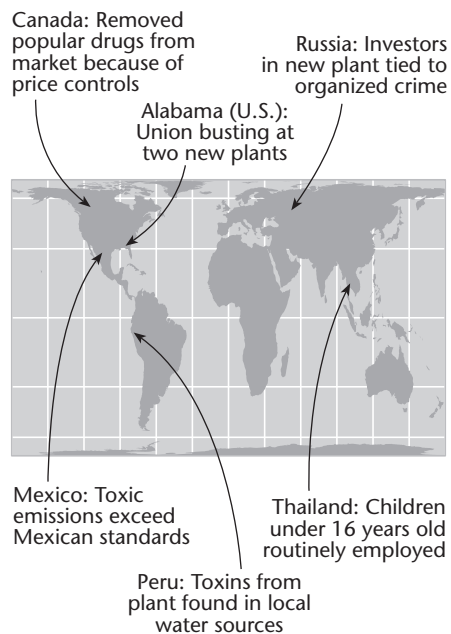 Canada: Removed
popular drugs from
market because of
price controls
Russia: Investors
in new plant tied to
organized crime
Alabama (U.S.):
Union busting at
two new plants
Mexico: Toxic
emissions exceed
Mexican standards
Thailand: Children
under 16 years old
routinely employed
Peru: Toxins from
plant found in local
water sources